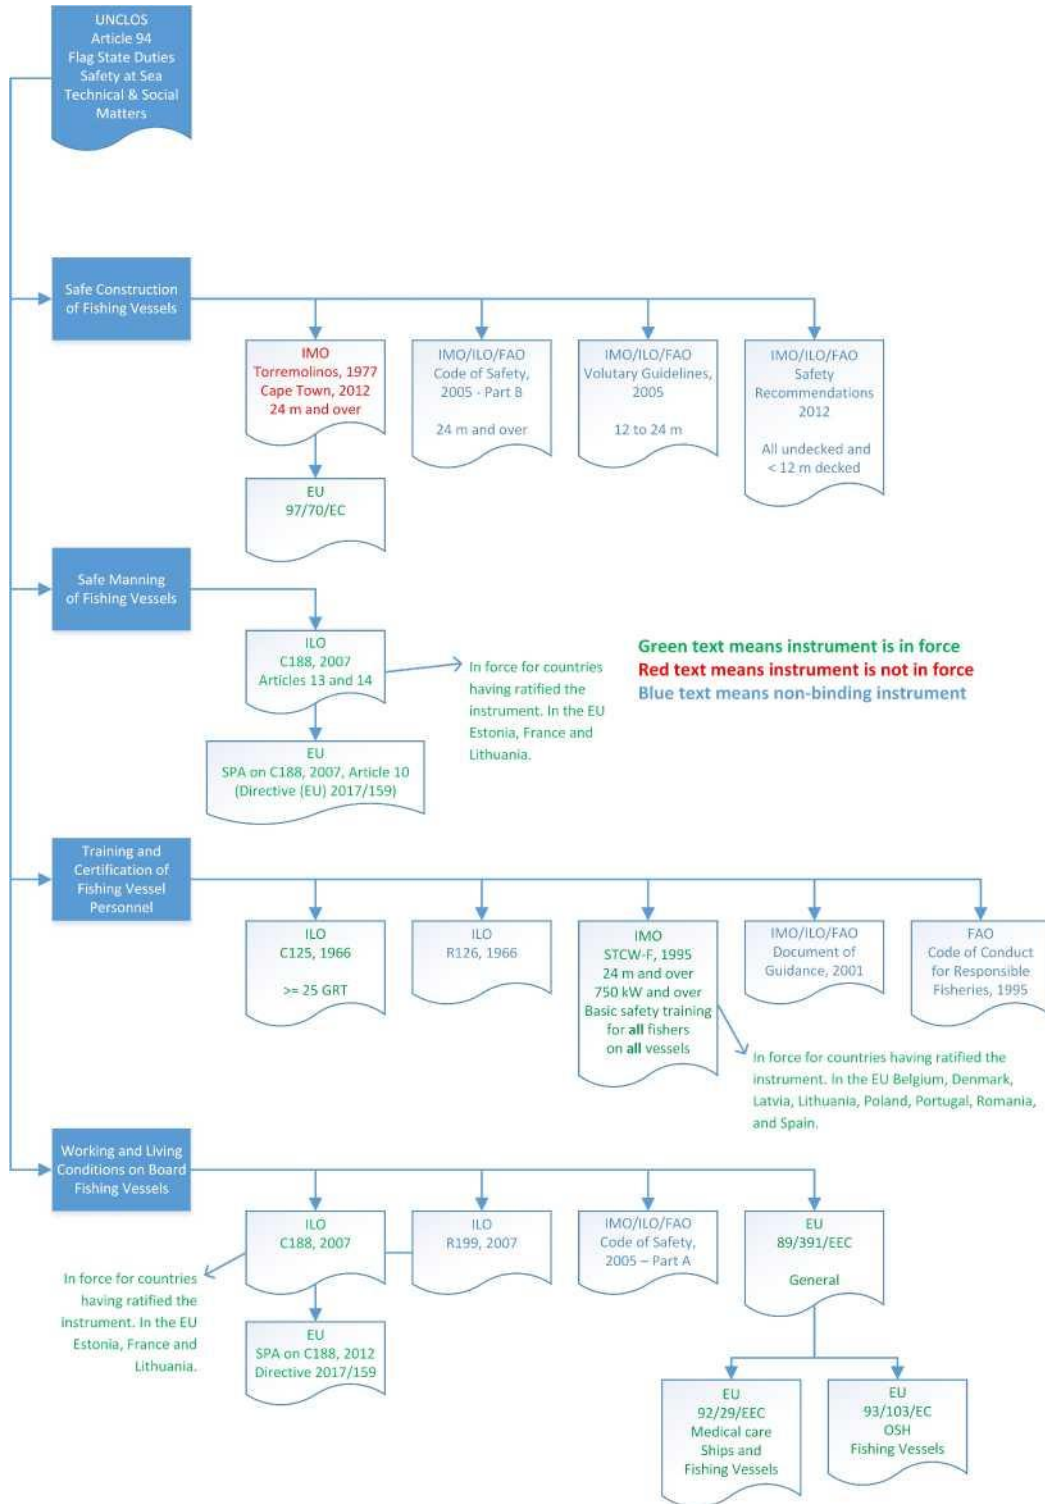 UNCLOS
Article 94
Flag State Duties
Safety at Sea
Technical & Social
Matters
Safe Construction
of Fishing Vessels
IMO
Torremolinos, 1977
Cape Town, 2012
24 m and over
IMO/ILO/FAO
Code of Safety,
2005 - Part B
24 m and over
IMO/ILO/FAO
Volutary Guidelines,
2005
12 to 24 m
IMO/ILO/FAO
Safety
Recommendations
2012
All undecked and
< 12 m decked
EU
97/70/EC
Safe Manning
of Fishing Vessels
ILO
C188, 2007
Articles 13 and 14
In force for countries
having ratified the
instrument. In the EU
Estonia, France and
Lithuania.
Green text means instrument is in force
Red text means instrument is not in force
Blue text means non-binding instrument
EU
SPA on C188, 2007, Article 10
(Directive (EU) 2017/159)
Training and
Certification of
Fishing Vessel
Personnel
ILO
C125, 1966
>= 25 GRT
ILO
R126, 1966
IMO
STCW-F, 1995
24 m and over
750 kW and over
Basic safety training
for all fishers
on all vessels
IMO/ILO/FAO
Document of
Guidance, 2001
FAO
Code of Conduct
for Responsible
Fisheries, 1995
In force for countries having ratified the
instrument. In the EU Belgium, Denmark,
Latvia, Lithuania, Poland, Portugal, Romania,
and Spain.
Working and Living
Conditions on Board
Fishing Vessels
ILO
C188, 2007
ILO
R199, 2007
IMO/ILO/FAO
Code of Safety,
2005 – Part A
EU
89/391/EEC
General
In force for countries
having ratified the
instrument. In the EU
Estonia, France and
Lithuania.
EU
SPA on C188, 2012
Directive 2017/159
EU
92/29/EEC
Medical care
Ships and
Fishing Vessels
EU
93/103/EC
OSH
Fishing Vessels